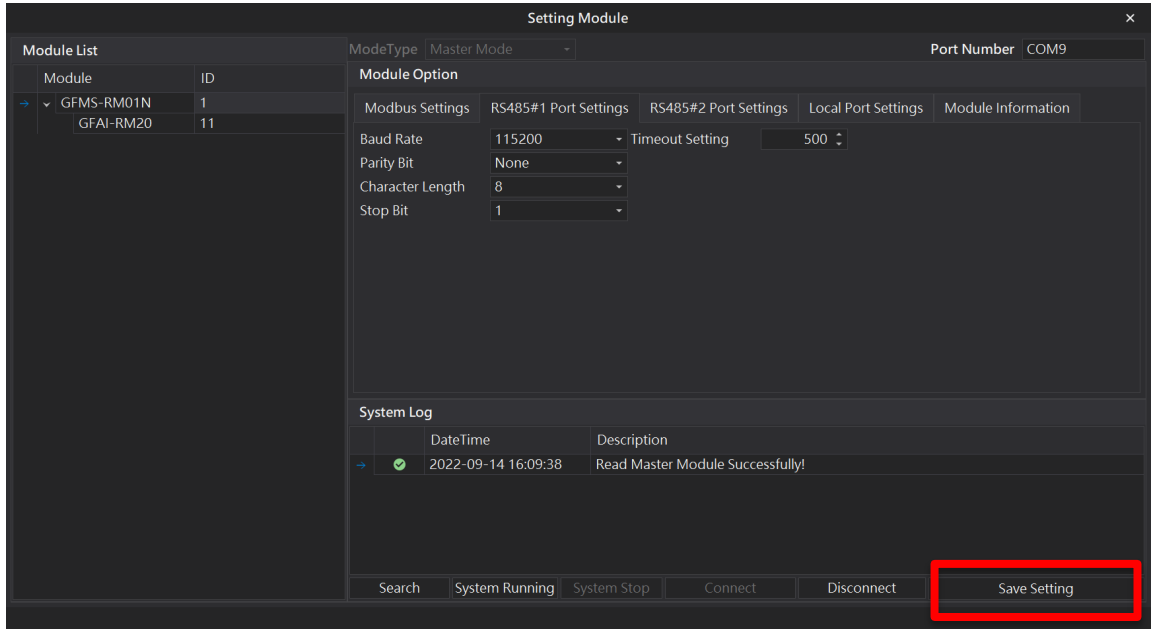 Setting Module
Module List
Module ID
GFMS-RM01N 1
GFAI-RM20 11
ModeType Master Mode Port Number COM9
Module Option
Modbus Settings RS485#1 Port Settings RS485#2 Port Settings Local Port Settings Module Information
Baud Rate 115200 Timeout Setting 500
Parity Bit None
Character Length 8
Stop Bit 1
System Log
DateTime Description
2022-09-14 16:09:38 Read Master Module Successfully!
Search System Running System Stop Connect Disconnect Save Setting